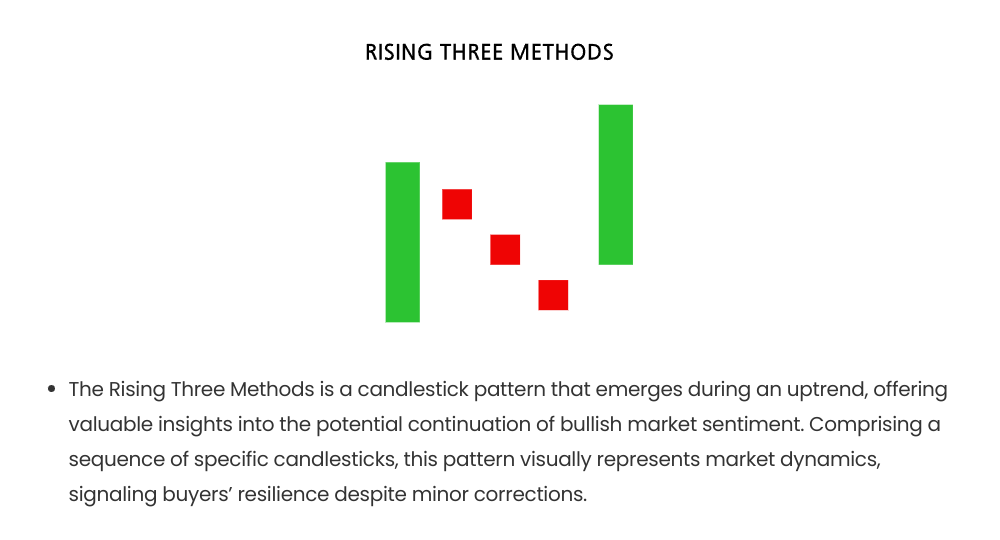 RISING THREE METHODS
• The Rising Three Methods is a candlestick pattern that emerges during an uptrend, offering
valuable insights into the potential continuation of bullish market sentiment. Comprising a
sequence of specific candlesticks, this pattern visually represents market dynamics,
signaling buyers’ resilience despite minor corrections.